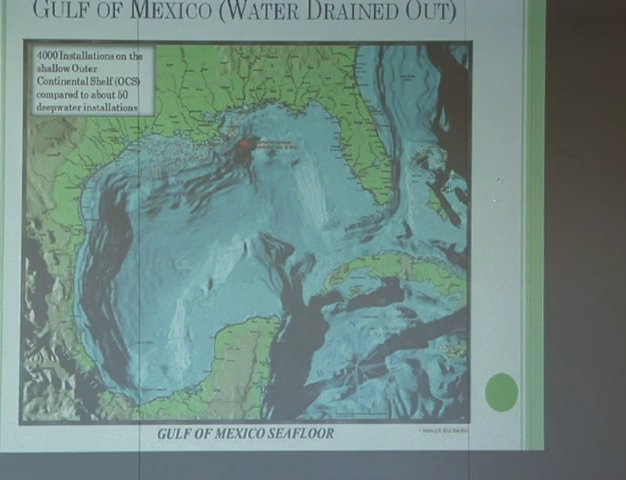 GULF OF MEXICO (WATER DRAINED OUT)
4000 Installations on the
shallow Outer
Continental Shelf (OCS)
compared to about 50
deepwater installations
GULF OF MEXICO SEAFLOOR